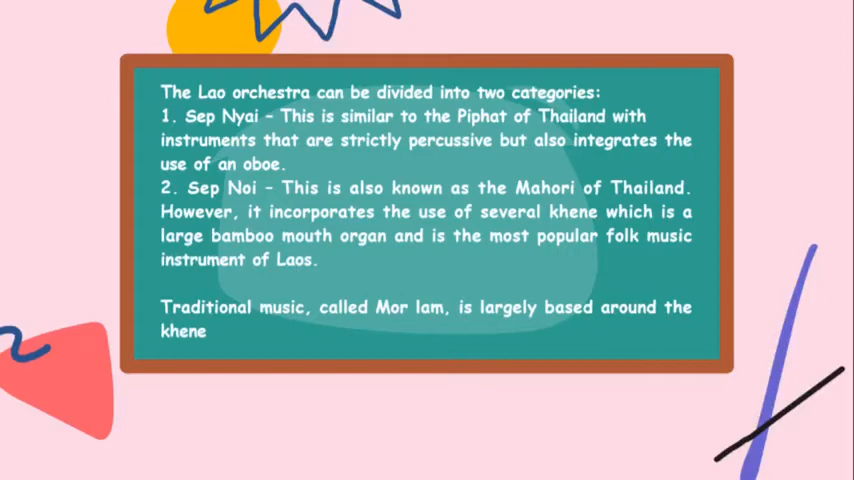 The Lao orchestra can be divided into two categories:
1. Sep Nyai – This is similar to the Piphat of Thailand with
instruments that are strictly percussive but also integrates the
use of an oboe.
2. Sep Noi – This is also known as the Mahori of Thailand.
However, it incorporates the use of several khene which is a
large bamboo mouth organ and is the most popular folk music
instrument of Laos.
Traditional music, called Mor lam, is largely based around the
khene